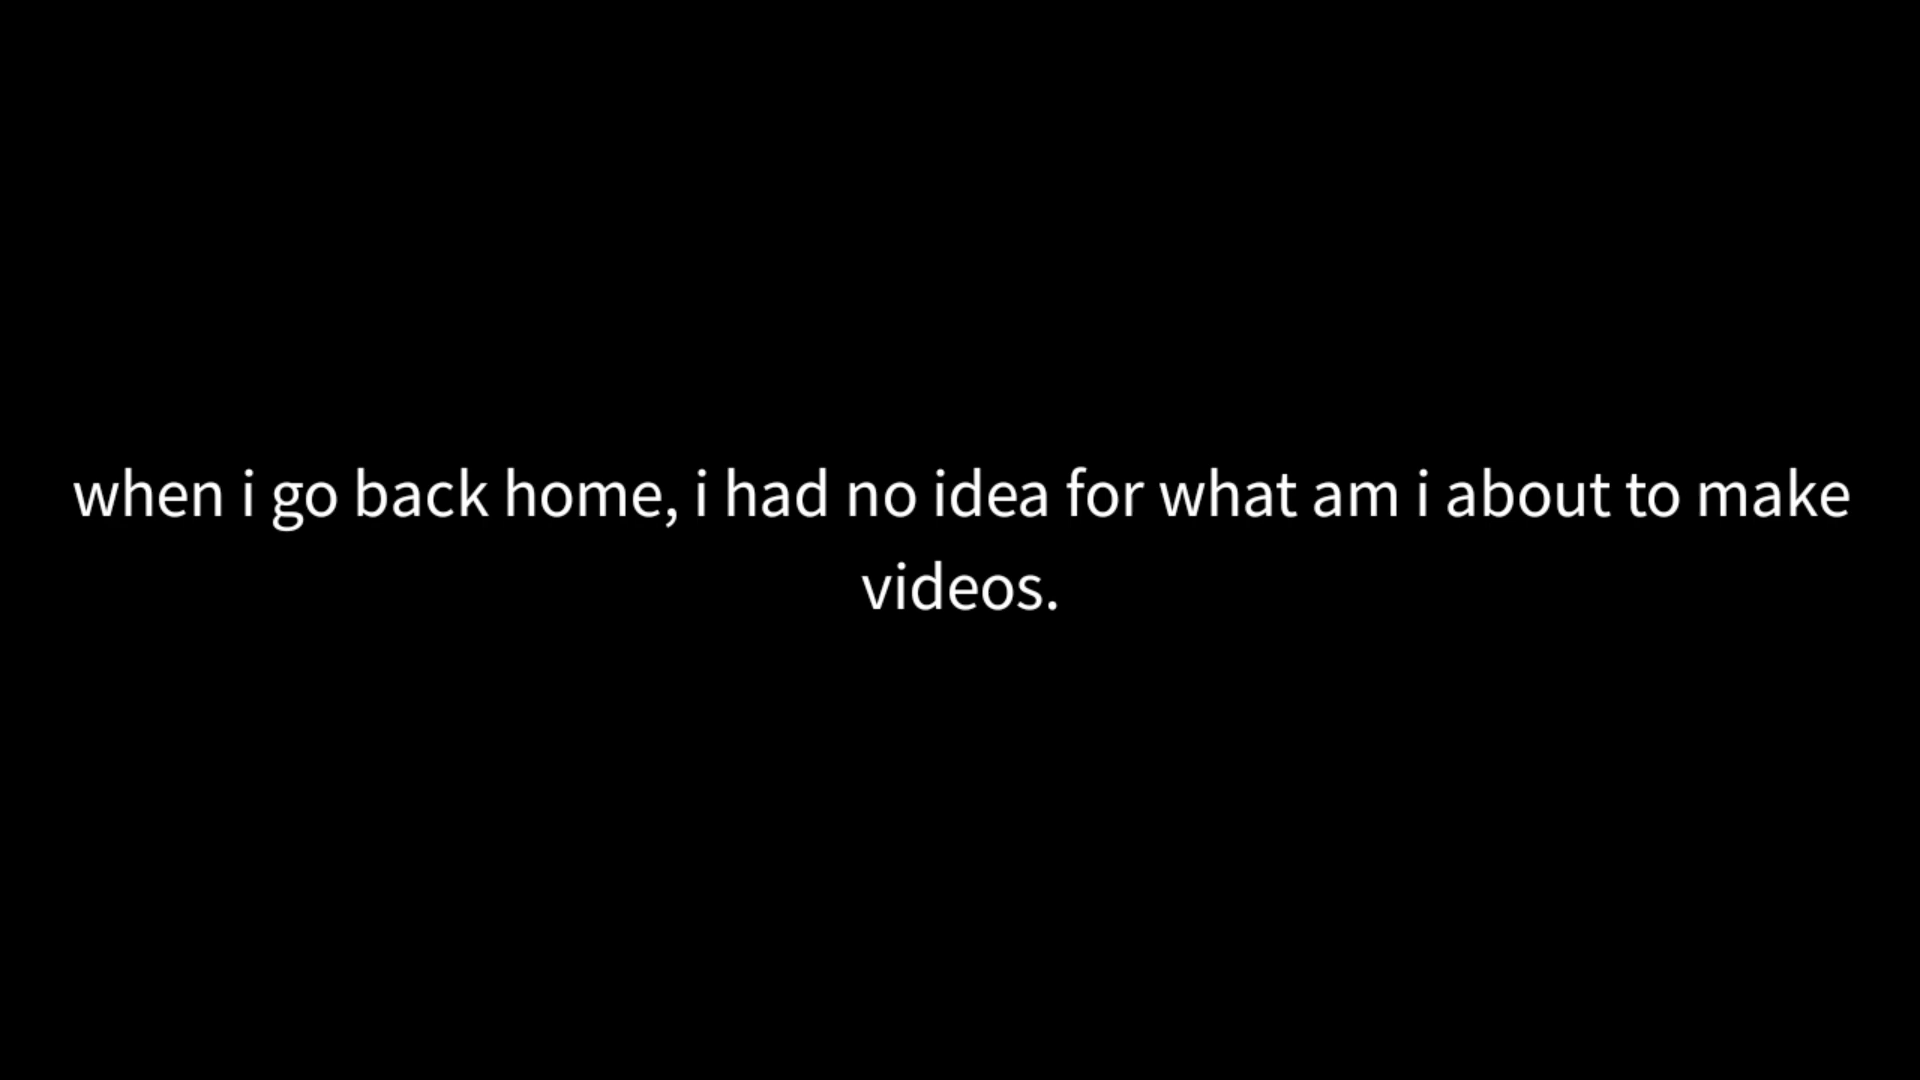 when i go back home, i had no idea for what am i about to make
videos.